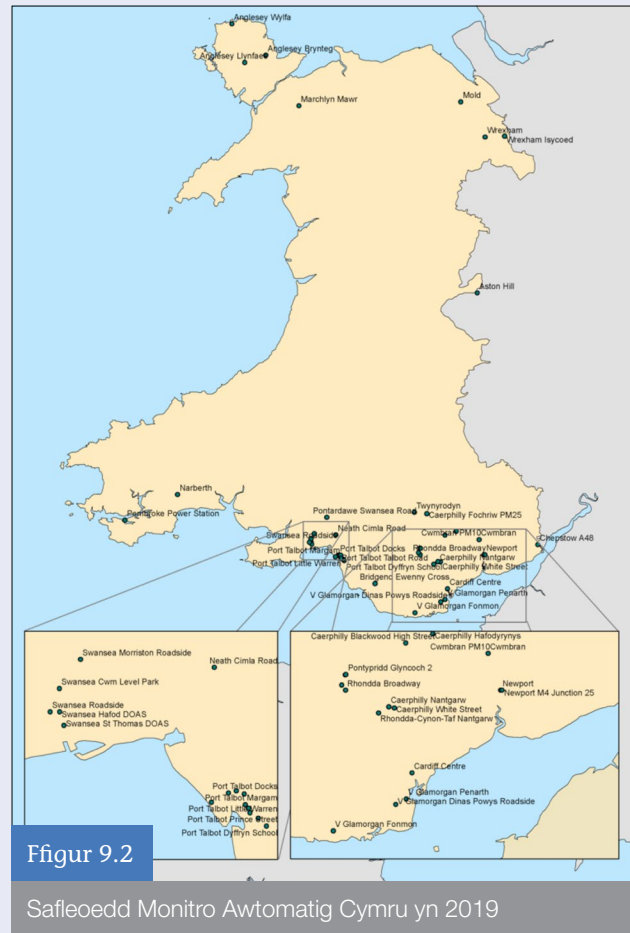 Anglesey Wylfa
Anglesey Brynteg
Anglesey Llynfaes
Marchlyn Mawr
Mold
Wrexham
Wrexham Isycoed
Aston Hill
Narberth
Pembroke Power Station
Pontardawe Swansea Road
Twynyrodyn
Caerphilly Fochriw PM25
Swansea Roadside
Neath Cimla Road
Cwmbran PM10Cwmbran
Chepstow A48
Port Talbot Margam
Port Talbot Docks
Rhondda Broadway
Newport
Port Talbot Little Warren
Port Talbot Talbot Road
Caerphilly Nantgarw
Port Talbot Dyffryn School
Caerphilly White Street
Bridgend Ewenny Cross
Cardiff Centre
V Glamorgan Dinas Powys Roadside
V Glamorgan Penarth
V Glamorgan Fonmon
Swansea Morriston Roadside
Neath Cimla Road
Swansea Cwm Level Park
Swansea Roadside
Swansea Hafod DOAS
Swansea St Thomas DOAS
Port Talbot Docks
Port Talbot Margam
Port Talbot Little Warren
Port Talbot Prince Street
Port Talbot Dyffryn School
Caerphilly Blackwood High Street
Caerphilly Hafodyrynys
Cwmbran PM10Cwmbran
Pontypridd Glyncoch 2
Rhondda Broadway
Newport
Newport M4 Junction 25
Caerphilly Nantgarw
Caerphilly White Street
Rhondda-Cynon-Taf Nantgarw
Cardiff Centre
V Glamorgan Penarth
V Glamorgan Dinas Powys Roadside
V Glamorgan Fonmon
Ffigur 9.2
Safleoedd Monitro Awtomatig Cymru yn 2019